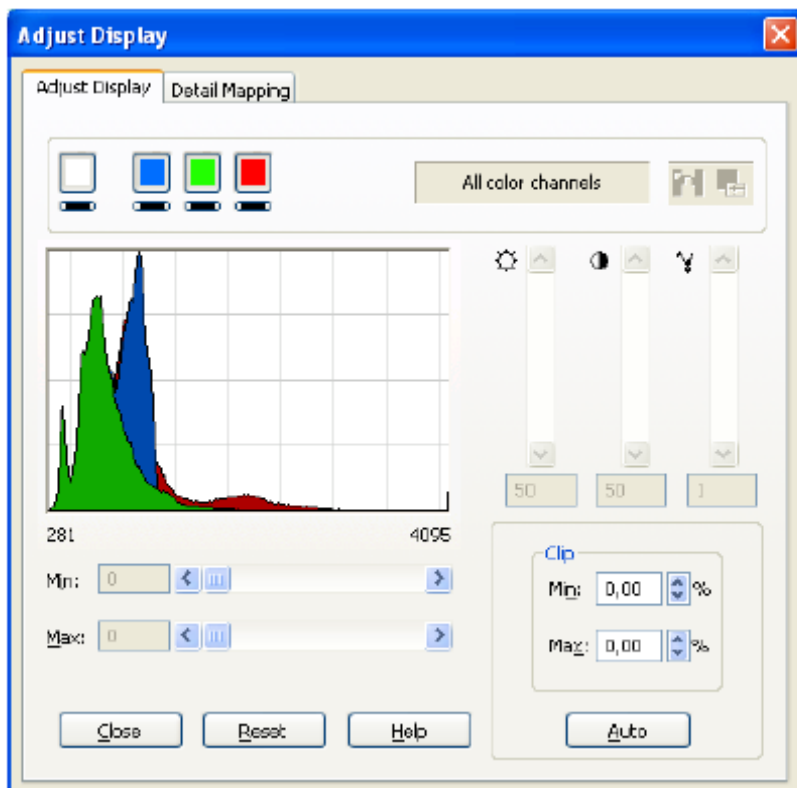 Adjust Display
Adjust Display Detail Mapping
All color channels
50 50 1
281 4095
Min: 0
Max: 0
Clip
Min: 0,00 %
Max: 0,00 %
Close Reset Help Auto